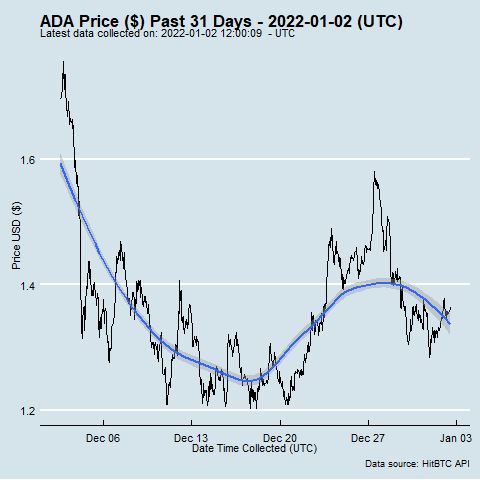 ADA Price ($) Past 31 Days - 2022-01-02 (UTC)
Latest data collected on: 2022-01-02 12:00:09 - UTC
1.6
1.4
1.2
Price USD ($)
Dec 06 Dec 13 Dec 20 Dec 27 Jan 03
Date Time Collected (UTC)
Data source: HitBTC API